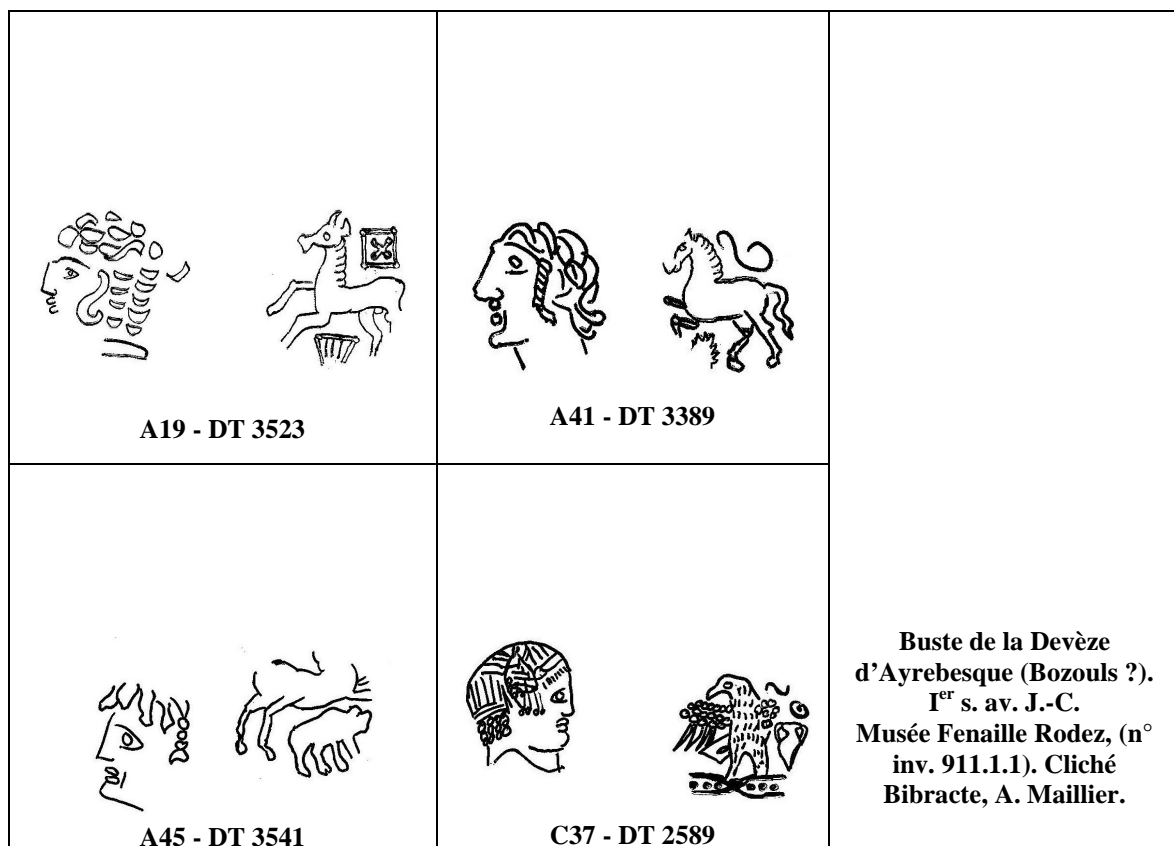 A19 - DT 3523
A41 - DT 3389
A45 - DT 3541
C37 - DT 2589
Buste de la Devèze
d'Ayrebesque (Bozouls ?).
Ier s. av. J.-C.
Musée Fenaille Rodez, (n°
inv. 911.1.1). Cliché
Bibracte, A. Maillier.